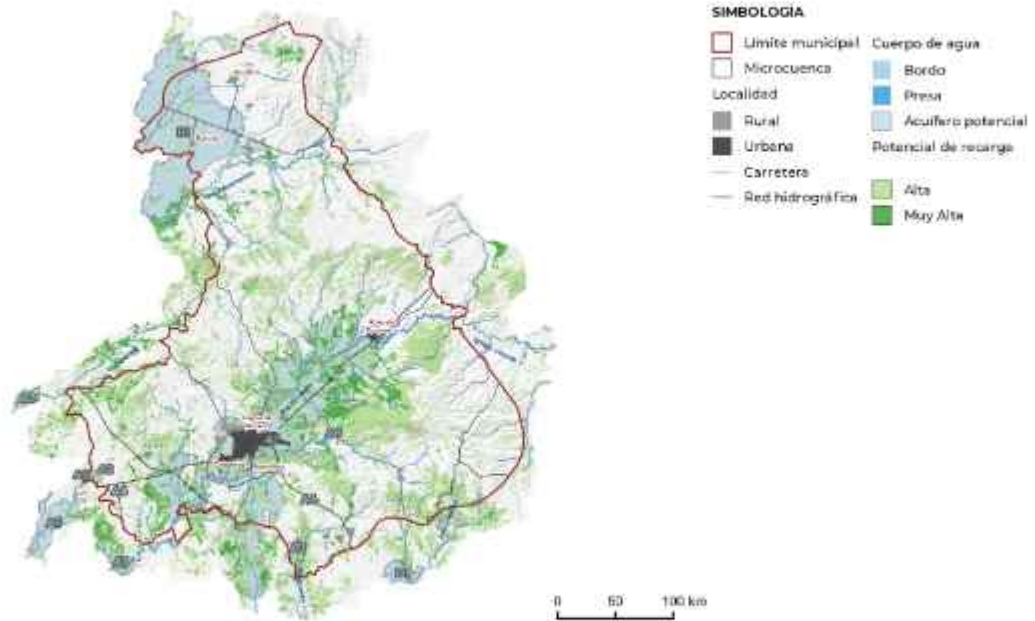 SIMBOLOGÍA
Límite municipal
Microcuenca
Localidad
Rural
Urbana
Carretera
Red hidrográfica
Cuerpo de agua
Bordo
Presa
Acuífero potencial
Potencial de recarga
Alta
Muy Alta
0 50 100 km